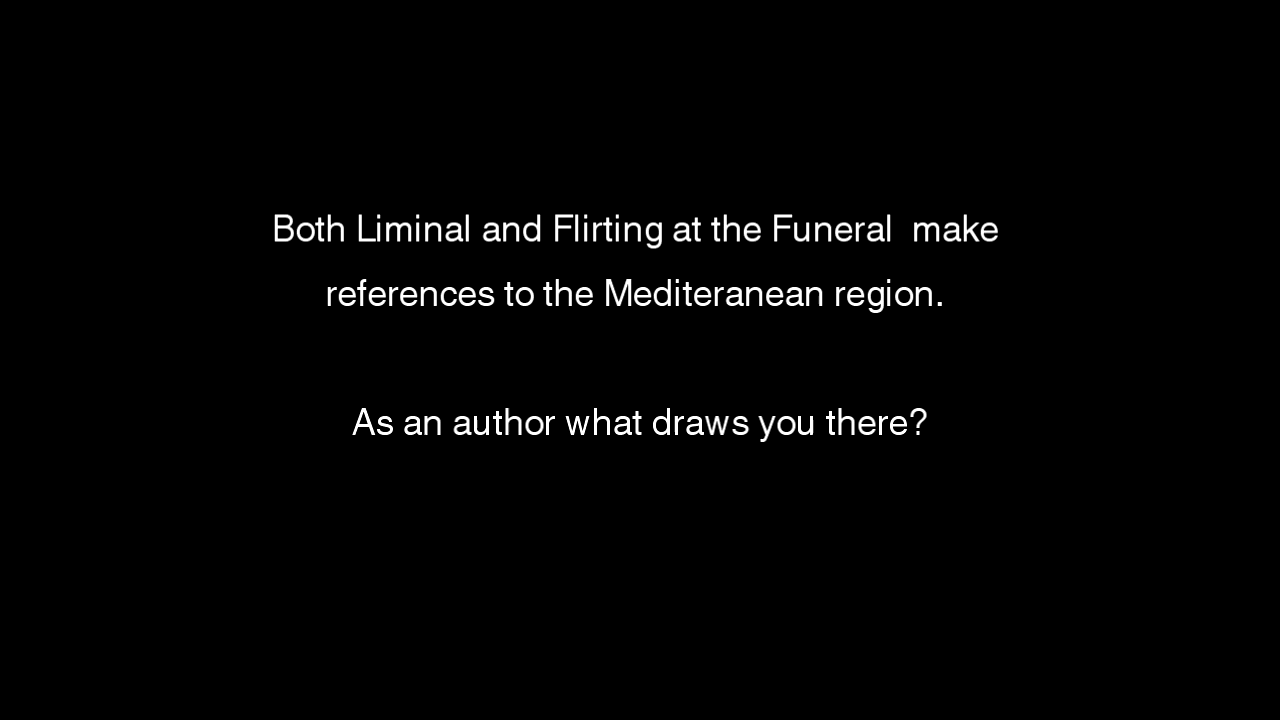 Both Liminal and Flirting at the Funeral  make
references to the Mediteranean region.
As an author what draws you there?